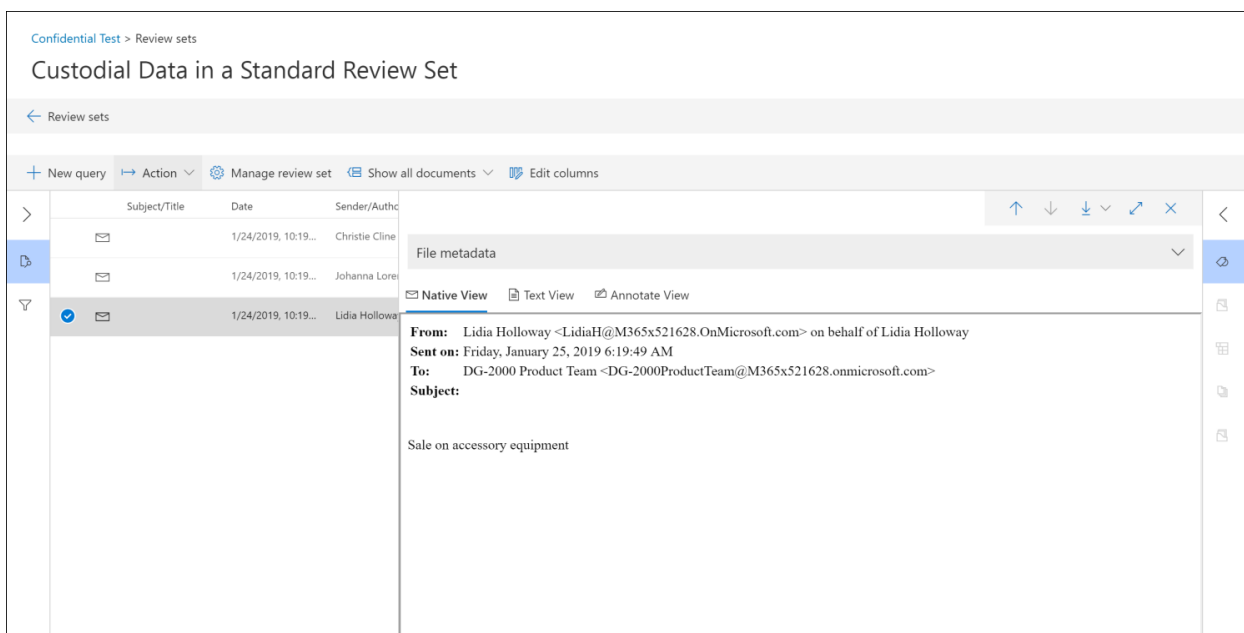 Confidential Test > Review sets
Custodial Data in a Standard Review Set
Review sets
New query Action Manage review set Show all documents Edit columns
Subject/Title Date Sender/Autho
1/24/2019, 10:19... Christie Cline
1/24/2019, 10:19... Johanna Lore
1/24/2019, 10:19... Lidia Hollowa
File metadata
Native View Text View Annotate View
From: Lidia Holloway <LidiaH@M365x521628.OnMicrosoft.com> on behalf of Lidia Holloway
Sent on: Friday, January 25, 2019 6:19:49 AM
To: DG-2000 Product Team <DG-2000ProductTeam@M365x521628.onmicrosoft.com>
Subject:
Sale on accessory equipment